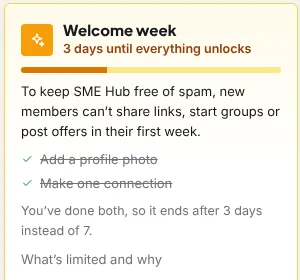 Welcome week
3 days until everything unlocks
To keep SME Hub free of spam, new
members can’t share links, start groups or
post offers in their first week.
Add a profile photo
Make one connection
You’ve done both, so it ends after 3 days
instead of 7.
What’s limited and why